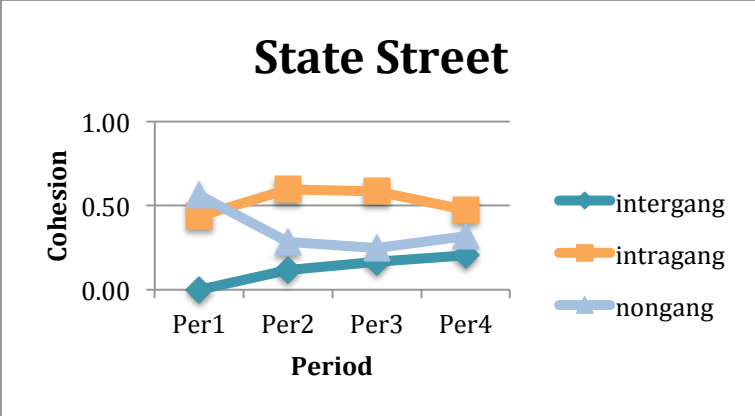 State Street
1.00
0.50
0.00
Cohesion
Per1 Per2 Per3 Per4
Period
intergang
intragang
nongang